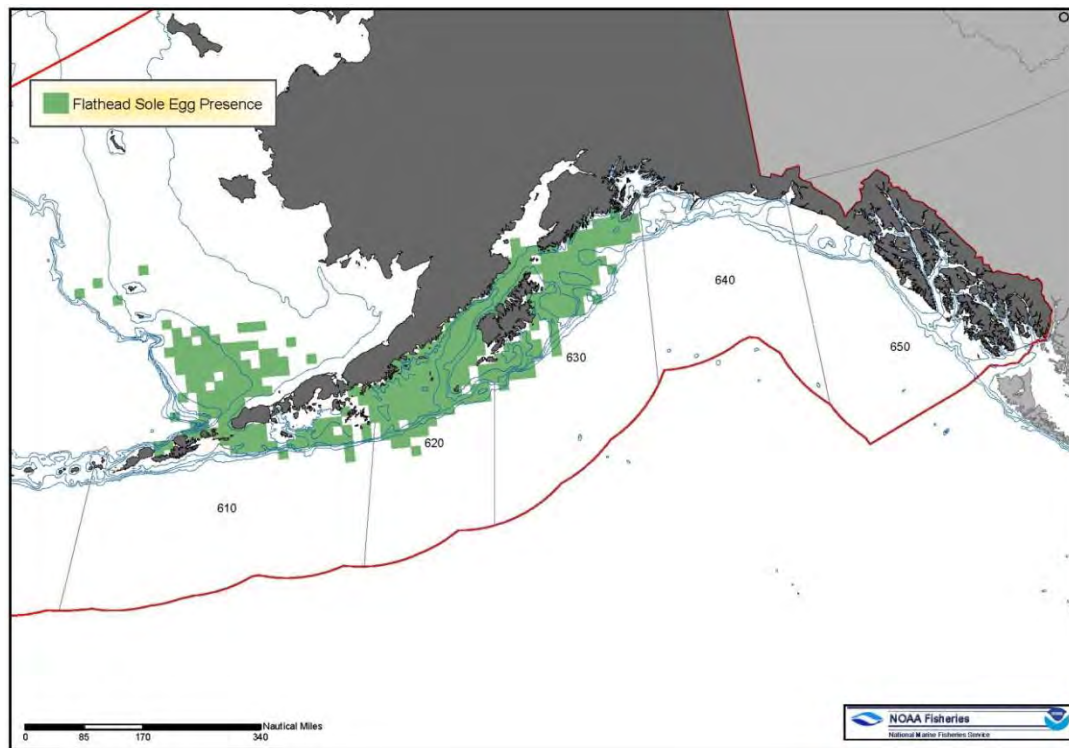 Flathead Sole Egg Presence
640
650
630
620
610
Nautical Miles
0 85 170 340
NOAA Fisheries
National Marine Fisheries Service